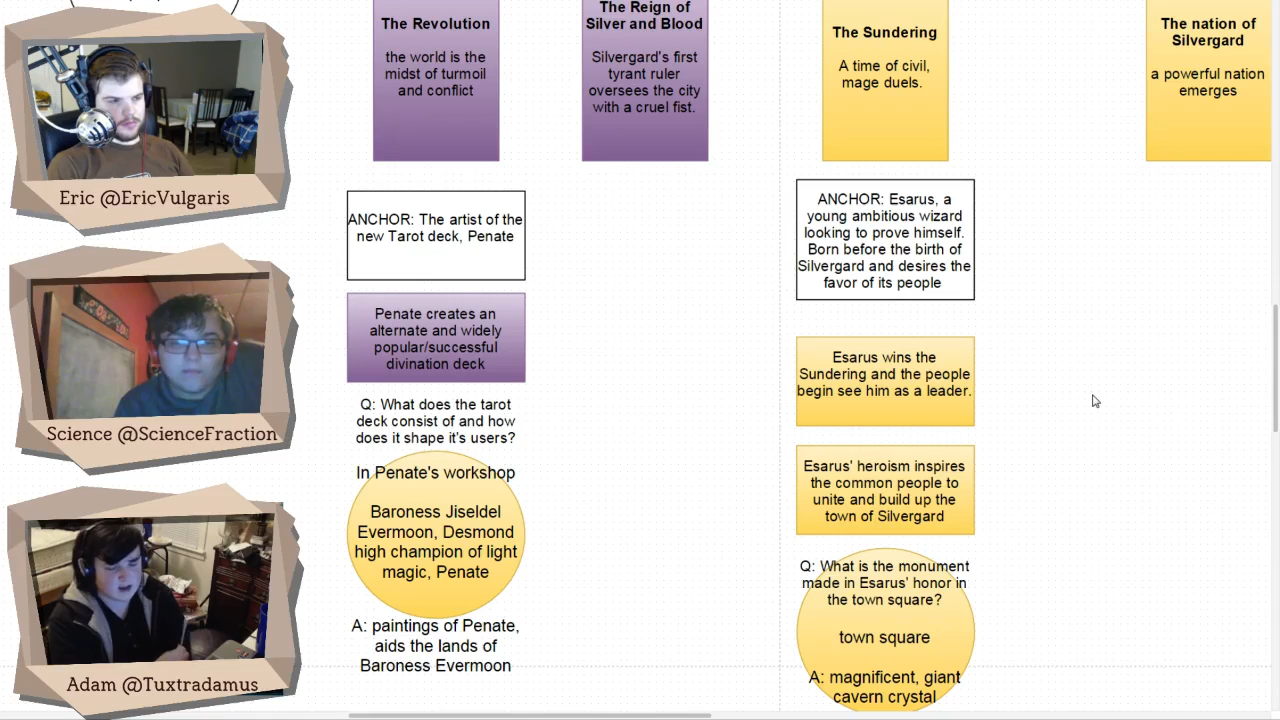 Eric @EricVulgaris
Science @ScienceFraction
Adam @Tuxtradamus
The Revolution
the world is the
midst of turmoil
and conflict
The Reign of
Silver and Blood
Silvergard's first
tyrant ruler
oversees the city
with a cruel fist.
The Sundering
A time of civil,
mage duels.
The nation of
Silvergard
a powerful nation
emerges
ANCHOR: The artist of the
new Tarot deck, Penate
Penate creates an
alternate and widely
popular/successful
divination deck
Q: What does the tarot
deck consist of and how
does it shape it's users?
In Penate's workshop
Baroness Jiseldel
Evermoon, Desmond
high champion of light
magic, Penate
A: paintings of Penate,
aids the lands of
Baroness Evermoon
ANCHOR: Esarus, a
young ambitious wizard
looking to prove himself.
Born before the birth of
Silvergard and desires the
favor of its people
Esarus wins the
Sundering and the people
begin see him as a leader.
Esarus' heroism inspires
the common people to
unite and build up the
town of Silvergard
Q: What is the monument
made in Esarus' honor in
the town square?
town square
A: magnificent, giant
cavern crystal